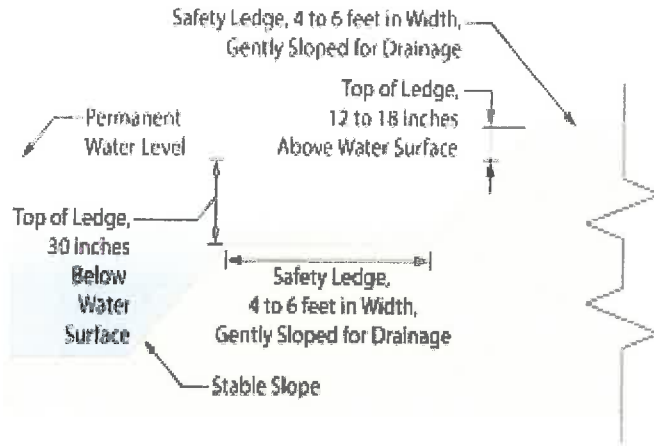 Safety Ledge, 4 to 6 feet in Width,
Gently Sloped for Drainage
Top of Ledge,
12 to 18 inches
Above Water Surface
Permanent
Water Level
Top of Ledge,
30 inches
Below
Water
Surface
Safety Ledge,
4 to 6 feet in Width,
Gently Sloped for Drainage
Stable Slope